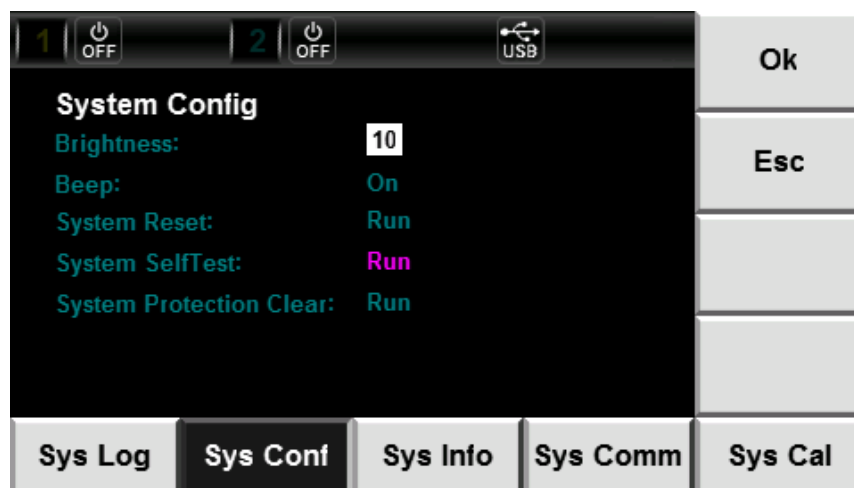 1 OFF 2 OFF USB
Ok
System Config
Brightness: 10
Esc
Beep: On
System Reset: Run
System SelfTest: Run
System Protection Clear: Run
Sys Log Sys Conf Sys Info Sys Comm Sys Cal